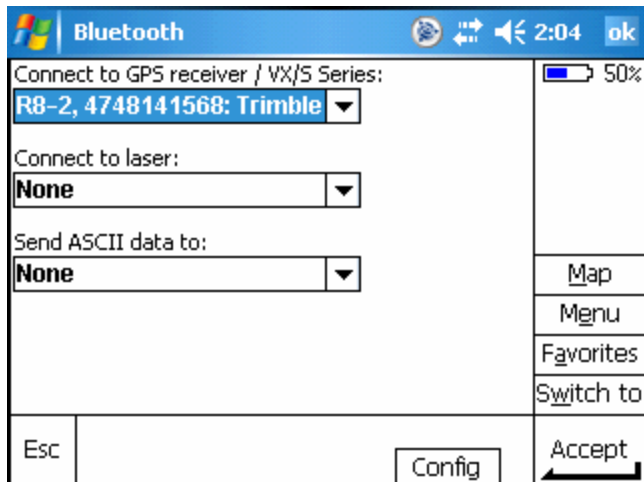 Bluetooth 2:04 ok
Connect to GPS receiver / VX/S Series:
R8-2, 4748141568: Trimble
Connect to laser:
None
Send ASCII data to:
None
50%
Map
Menu
Favorites
Switch to
Esc
Config
Accept